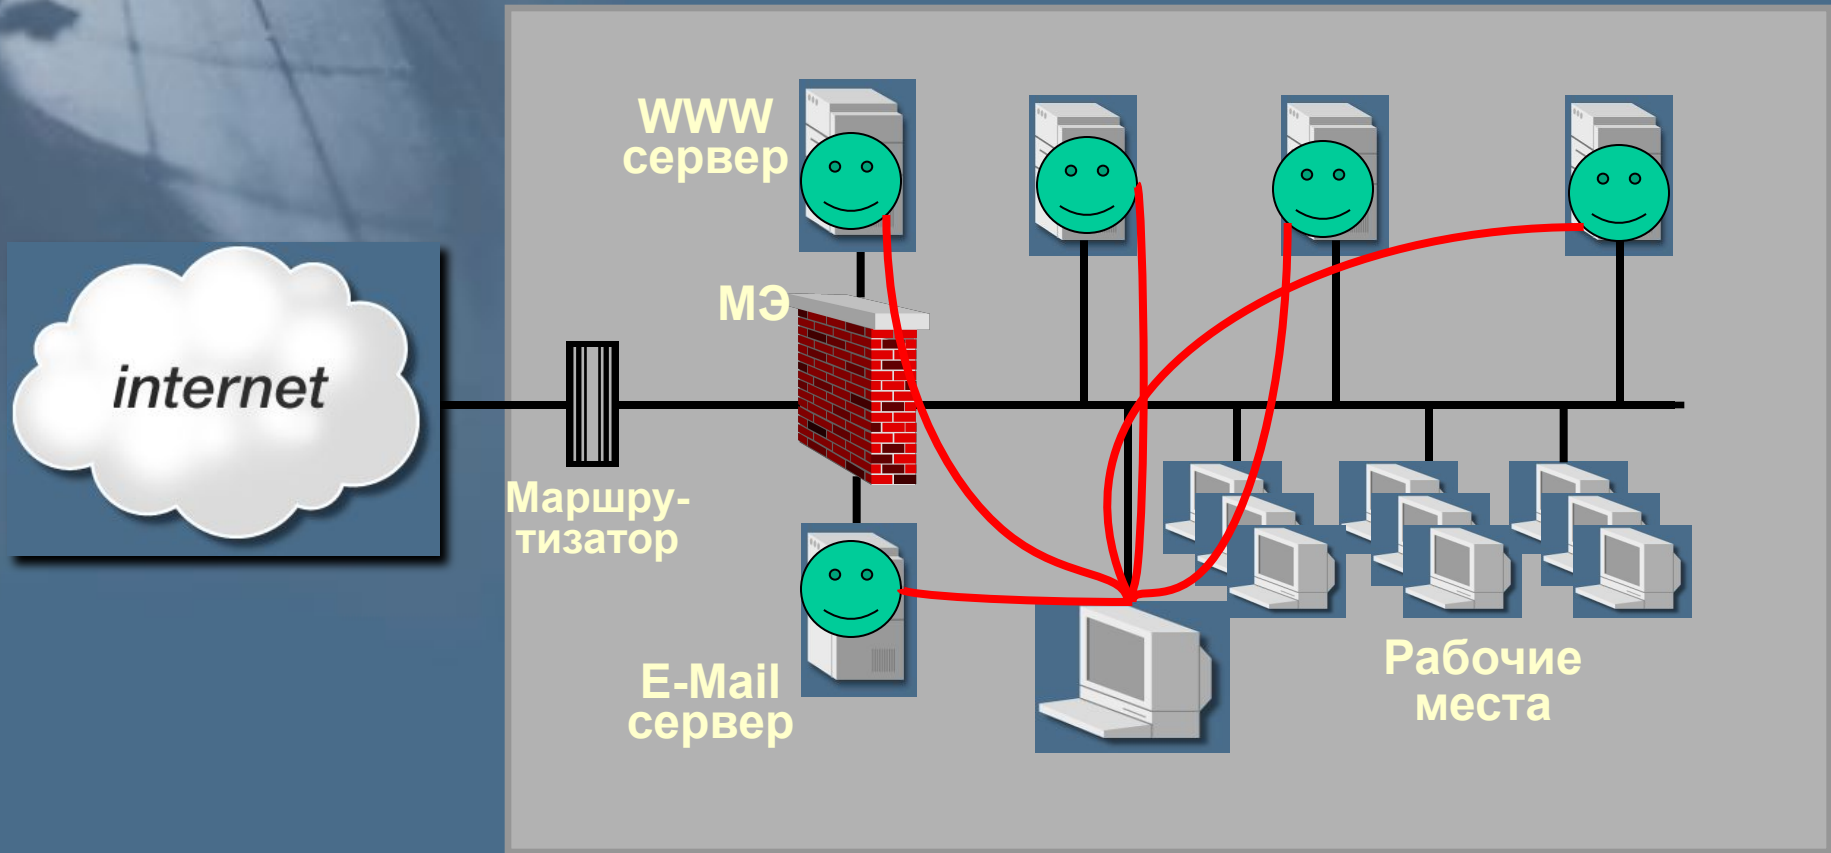 WWW
сервер
МЭ
internet
Маршру-
тизатор
E-Mail
сервер
Рабочие
места